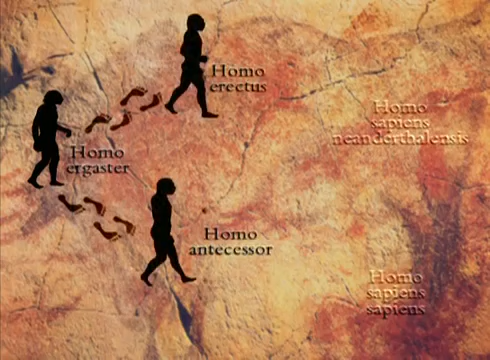 Homo
erectus
Homo
sapiens
neanderthalensis
Homo
ergaster
Homo
antecessor
Homo
sapiens
sapiens